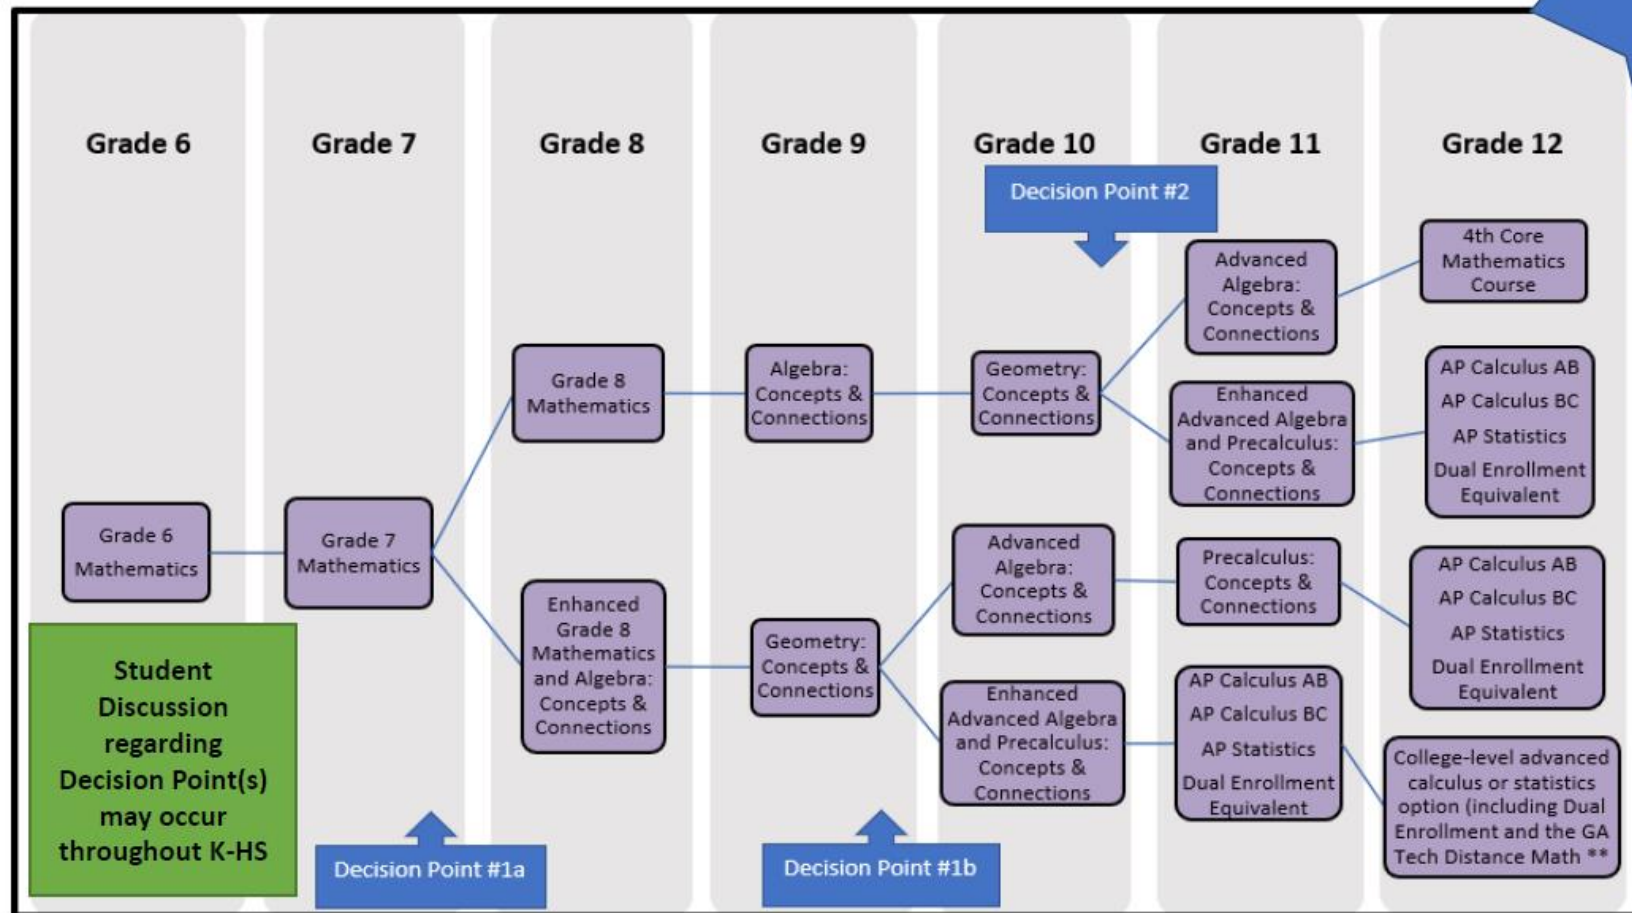 Grade 6
Grade 7
Grade 8
Grade 9
Grade 10
Grade 11
Grade 12
Decision Point #2
Grade 6
Mathematics
Grade 7
Mathematics
Grade 8
Mathematics
Algebra:
Concepts &
Connections
Geometry:
Concepts &
Connections
Advanced
Algebra:
Concepts &
Connections
4th Core
Mathematics
Course
Enhanced
Advanced Algebra
and Precalculus:
Concepts &
Connections
AP Calculus AB
AP Calculus BC
AP Statistics
Dual Enrollment
Equivalent
Enhanced
Grade 8
Mathematics
and Algebra:
Concepts &
Connections
Geometry:
Concepts &
Connections
Advanced
Algebra:
Concepts &
Connections
Precalculus:
Concepts &
Connections
AP Calculus AB
AP Calculus BC
AP Statistics
Dual Enrollment
Equivalent
Enhanced
Advanced Algebra
and Precalculus:
Concepts &
Connections
AP Calculus AB
AP Calculus BC
AP Statistics
Dual Enrollment
Equivalent
College-level advanced
calculus or statistics
option (including Dual
Enrollment and the GA
Tech Distance Math **
Student
Discussion
regarding
Decision Point(s)
may occur
throughout K-HS
Decision Point #1a
Decision Point #1b